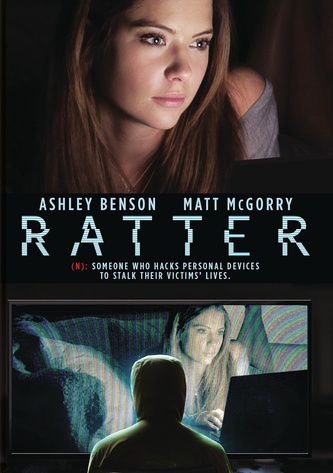 ASHLEY BENSON MATT McGORRY
RATTER
(N): SOMEONE WHO HACKS PERSONAL DEVICES
TO STALK THEIR VICTIMS' LIVES.